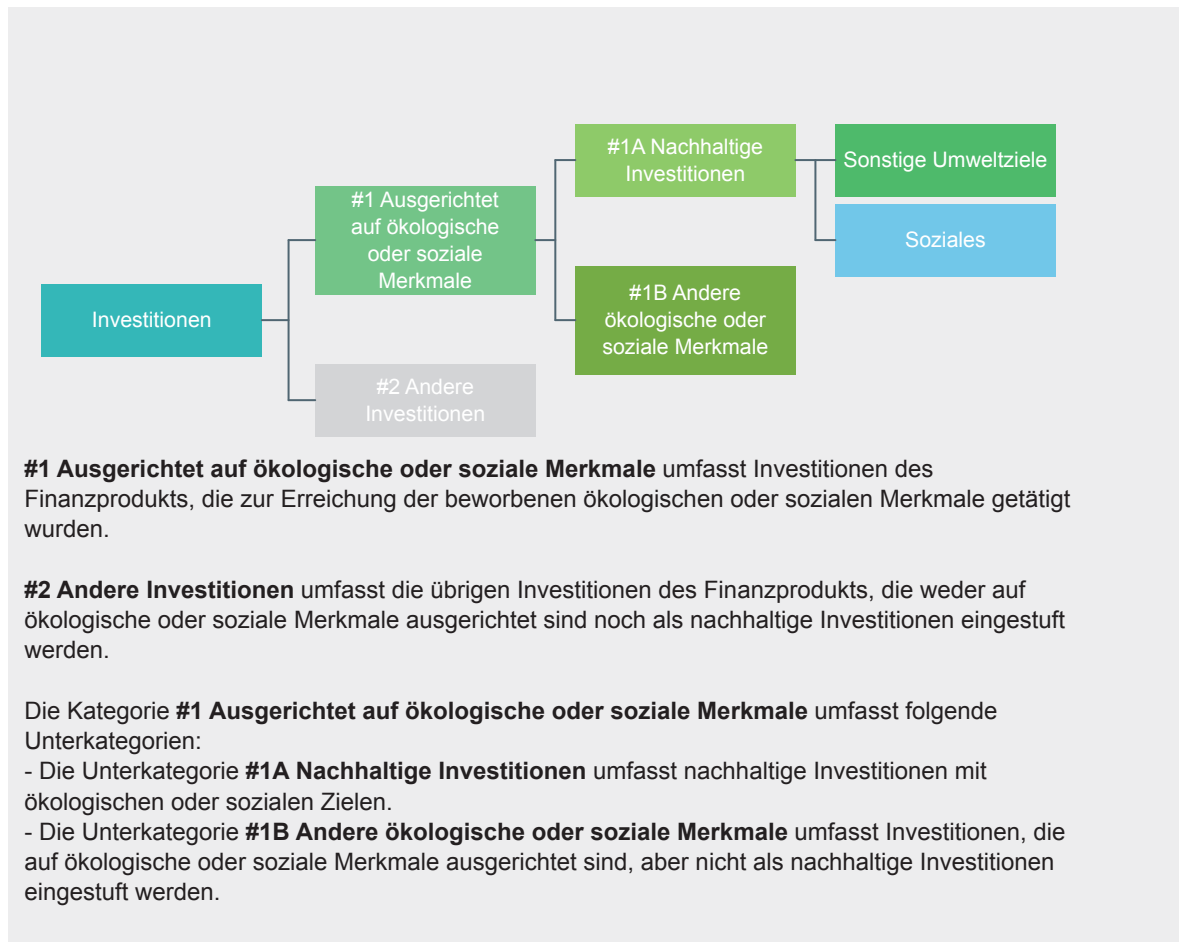 #1A Nachhaltige
Investitionen
Sonstige Umweltziele
#1 Ausgerichtet
auf ökologische
oder soziale
Merkmale
Soziales
Investitionen
#1B Andere
ökologische oder
soziale Merkmale
#2 Andere
Investitionen
#1 Ausgerichtet auf ökologische oder soziale Merkmale umfasst Investitionen des
Finanzprodukts, die zur Erreichung der beworbenen ökologischen oder sozialen Merkmale getätigt
wurden.
#2 Andere Investitionen umfasst die übrigen Investitionen des Finanzprodukts, die weder auf
ökologische oder soziale Merkmale ausgerichtet sind noch als nachhaltige Investitionen eingestuft
werden.
Die Kategorie #1 Ausgerichtet auf ökologische oder soziale Merkmale umfasst folgende
Unterkategorien:
- Die Unterkategorie #1A Nachhaltige Investitionen umfasst nachhaltige Investitionen mit
ökologischen oder sozialen Zielen.
- Die Unterkategorie #1B Andere ökologische oder soziale Merkmale umfasst Investitionen, die
auf ökologische oder soziale Merkmale ausgerichtet sind, aber nicht als nachhaltige Investitionen
eingestuft werden.